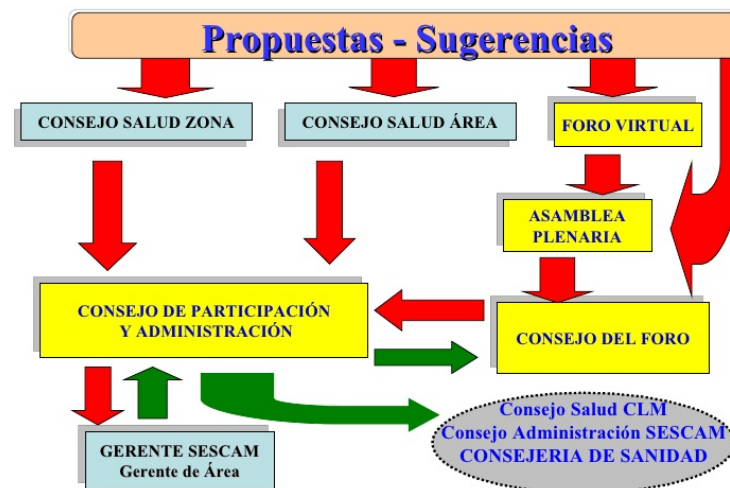 Propuestas - Sugerencias
CONSEJO SALUD ZONA
CONSEJO SALUD ÁREA
FORO VIRTUAL
ASAMBLEA
PLENARIA
CONSEJO DE PARTICIPACIÓN
Y ADMINISTRACIÓN
CONSEJO DEL FORO
GERENTE SESCAM
Gerente de Área
Consejo Salud CLM
Consejo Administración SESCAM
CONSEJERIA DE SANIDAD